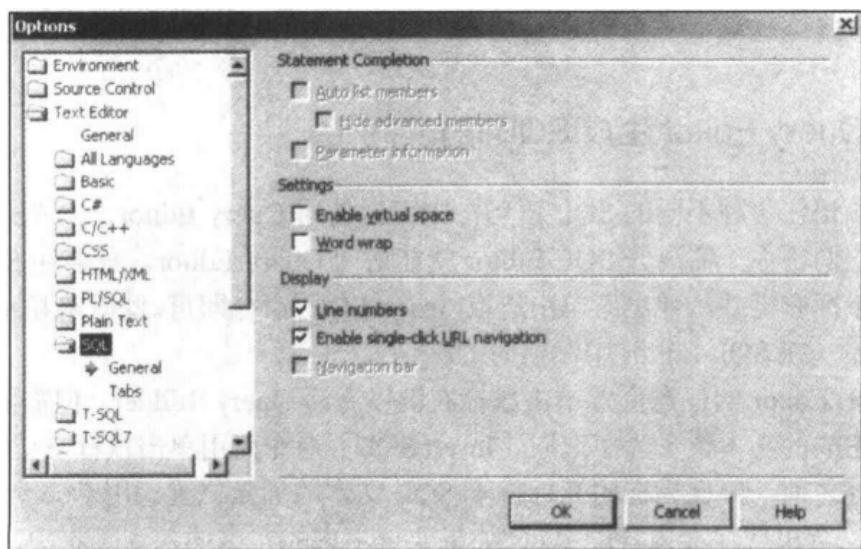 Options
Environment
Source Control
Text Editor
General
All Languages
Basic
C#
C/C++
CSS
HTML/XML
PL/SQL
Plain Text
SQL
General
Tabs
T-SQL
T-SQL7
Statement Completion
Auto list members
Hide advanced members
Parameter information
Settings
Enable virtual space
Word wrap
Display
Line numbers
Enable single-click URL navigation
Navigation bar
OK
Cancel
Help